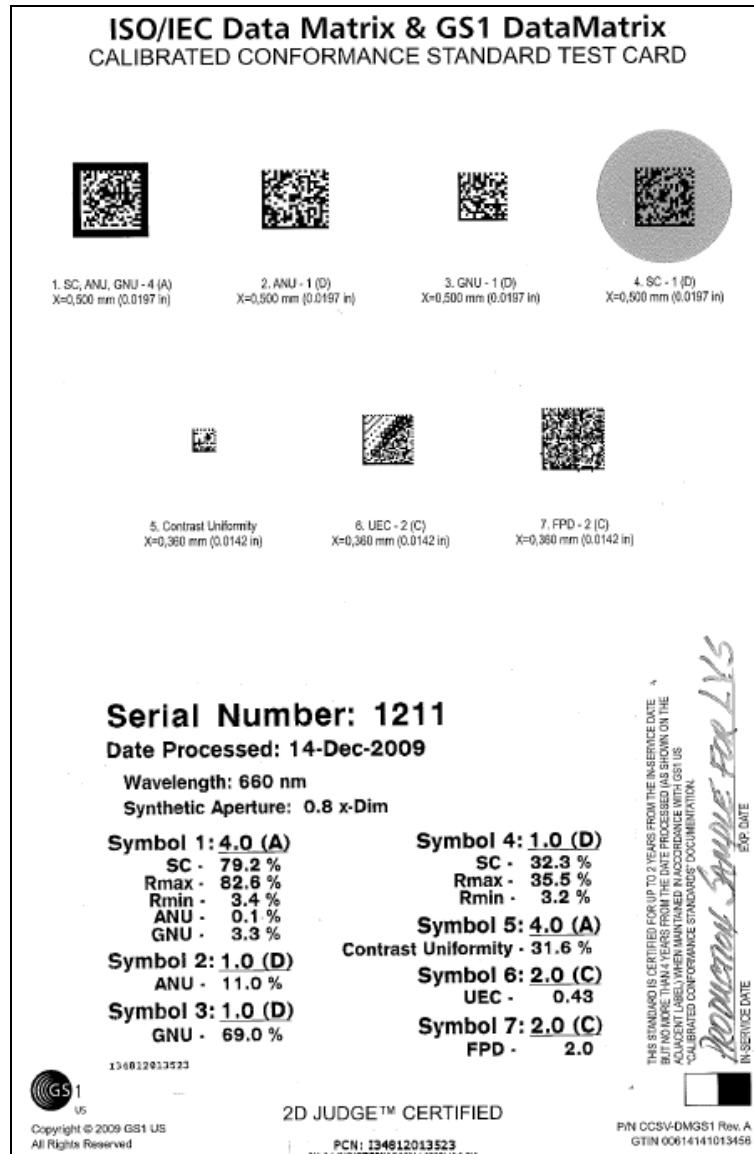 ISO/IEC Data Matrix & GS1 DataMatrix
CALIBRATED CONFORMANCE STANDARD TEST CARD
1. SC, ANU, GNU - 4 (A)
X=0,500 mm (0.0197 in)
2. ANU - 1 (D)
X=0,500 mm (0.0197 in)
3. GNU - 1 (D)
X=0,500 mm (0.0197 in)
4. SC - 1 (D)
X=0,500 mm (0.0197 in)
5. Contrast Uniformity
X=0,360 mm (0.0142 in)
6. UEC - 2 (C)
X=0,360 mm (0.0142 in)
7. FPD - 2 (C)
X=0,360 mm (0.0142 in)
Serial Number: 1211
Date Processed: 14-Dec-2009
Wavelength: 660 nm
Synthetic Aperture: 0.8 x-Dim
Symbol 1: 4.0 (A)
SC - 79.2 %
Rmax - 82.6 %
Rmin - 3.4 %
ANU - 0.1 %
GNU - 3.3 %
Symbol 2: 1.0 (D)
ANU - 11.0 %
Symbol 3: 1.0 (D)
GNU - 69.0 %
Symbol 4: 1.0 (D)
SC - 32.3 %
Rmax - 35.5 %
Rmin - 3.2 %
Symbol 5: 4.0 (A)
Contrast Uniformity - 31.6 %
Symbol 6: 2.0 (C)
UEC - 0.43
Symbol 7: 2.0 (C)
FPD - 2.0
THIS STANDARD IS CERTIFIED FOR UP TO 2 YEARS FROM THE IN-SERVICE DATE
BUT NO MORE THAN 4 YEARS FROM THE DATE PROCESSED (AS SHOWN ON THE
ADJACENT LABEL) WHEN MAINTAINED IN ACCORDANCE WITH GS1 US
"CALIBRATED CONFORMANCE STANDARDS" DOCUMENTATION.
PRODUCTION SAMPLE FOR LVS
IN-SERVICE DATE EXP. DATE
134812013523
GS1
US
Copyright © 2009 GS1 US
All Rights Reserved
2D JUDGE™ CERTIFIED
PCN: I34812013523
P/N CCSV-DMGS1 Rev. A
GTIN 00614141013456